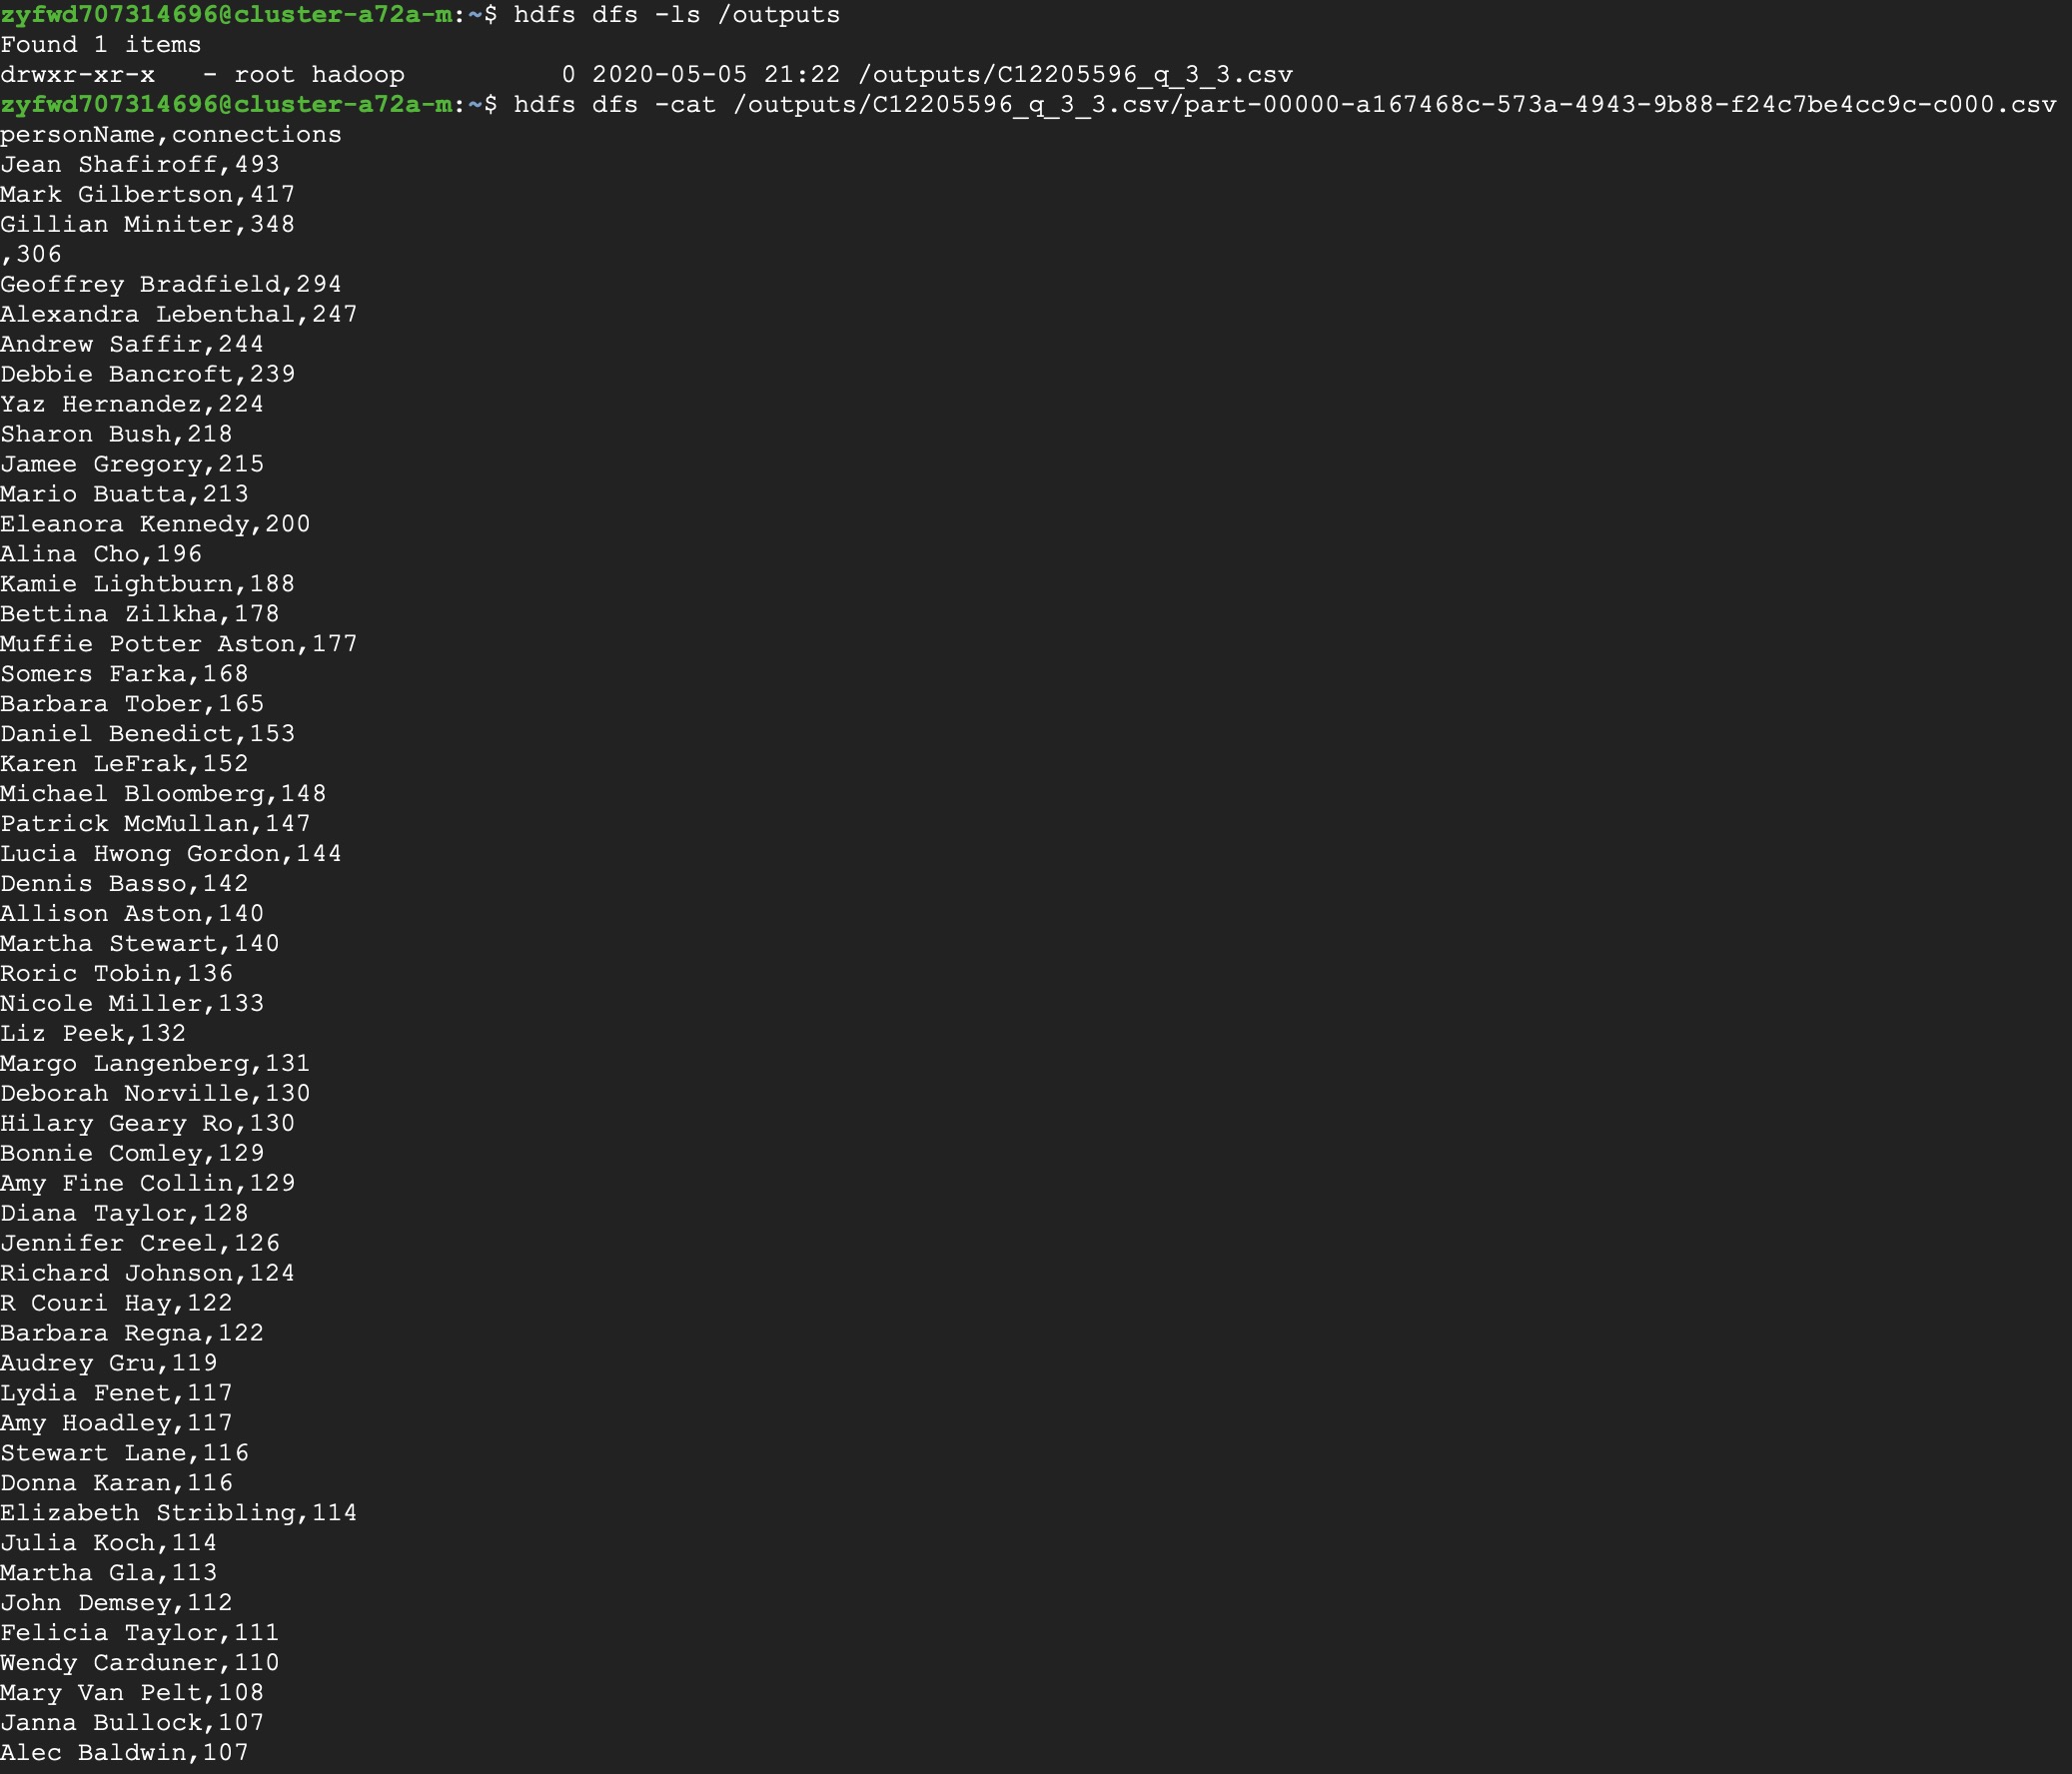 zyfwd707314696@cluster-a72a-m:~$ hdfs dfs -ls /outputs
Found 1 items
drwxr-xr-x   - root hadoop          0 2020-05-05 21:22 /outputs/C12205596_q_3_3.csv
zyfwd707314696@cluster-a72a-m:~$ hdfs dfs -cat /outputs/C12205596_q_3_3.csv/part-00000-a167468c-573a-4943-9b88-f24c7be4cc9c-c000.csv
personName,connections
Jean Shafiroff,493
Mark Gilbertson,417
Gillian Miniter,348
,306
Geoffrey Bradfield,294
Alexandra Lebenthal,247
Andrew Saffir,244
Debbie Bancroft,239
Yaz Hernandez,224
Sharon Bush,218
Jamee Gregory,215
Mario Buatta,213
Eleanora Kennedy,200
Alina Cho,196
Kamie Lightburn,188
Bettina Zilkha,178
Muffie Potter Aston,177
Somers Farka,168
Barbara Tober,165
Daniel Benedict,153
Karen LeFrak,152
Michael Bloomberg,148
Patrick McMullan,147
Lucia Hwong Gordon,144
Dennis Basso,142
Allison Aston,140
Martha Stewart,140
Roric Tobin,136
Nicole Miller,133
Liz Peek,132
Margo Langenberg,131
Deborah Norville,130
Hilary Geary Ro,130
Bonnie Comley,129
Amy Fine Collin,129
Diana Taylor,128
Jennifer Creel,126
Richard Johnson,124
R Couri Hay,122
Barbara Regna,122
Audrey Gru,119
Lydia Fenet,117
Amy Hoadley,117
Stewart Lane,116
Donna Karan,116
Elizabeth Stribling,114
Julia Koch,114
Martha Gla,113
John Demsey,112
Felicia Taylor,111
Wendy Carduner,110
Mary Van Pelt,108
Janna Bullock,107
Alec Baldwin,107